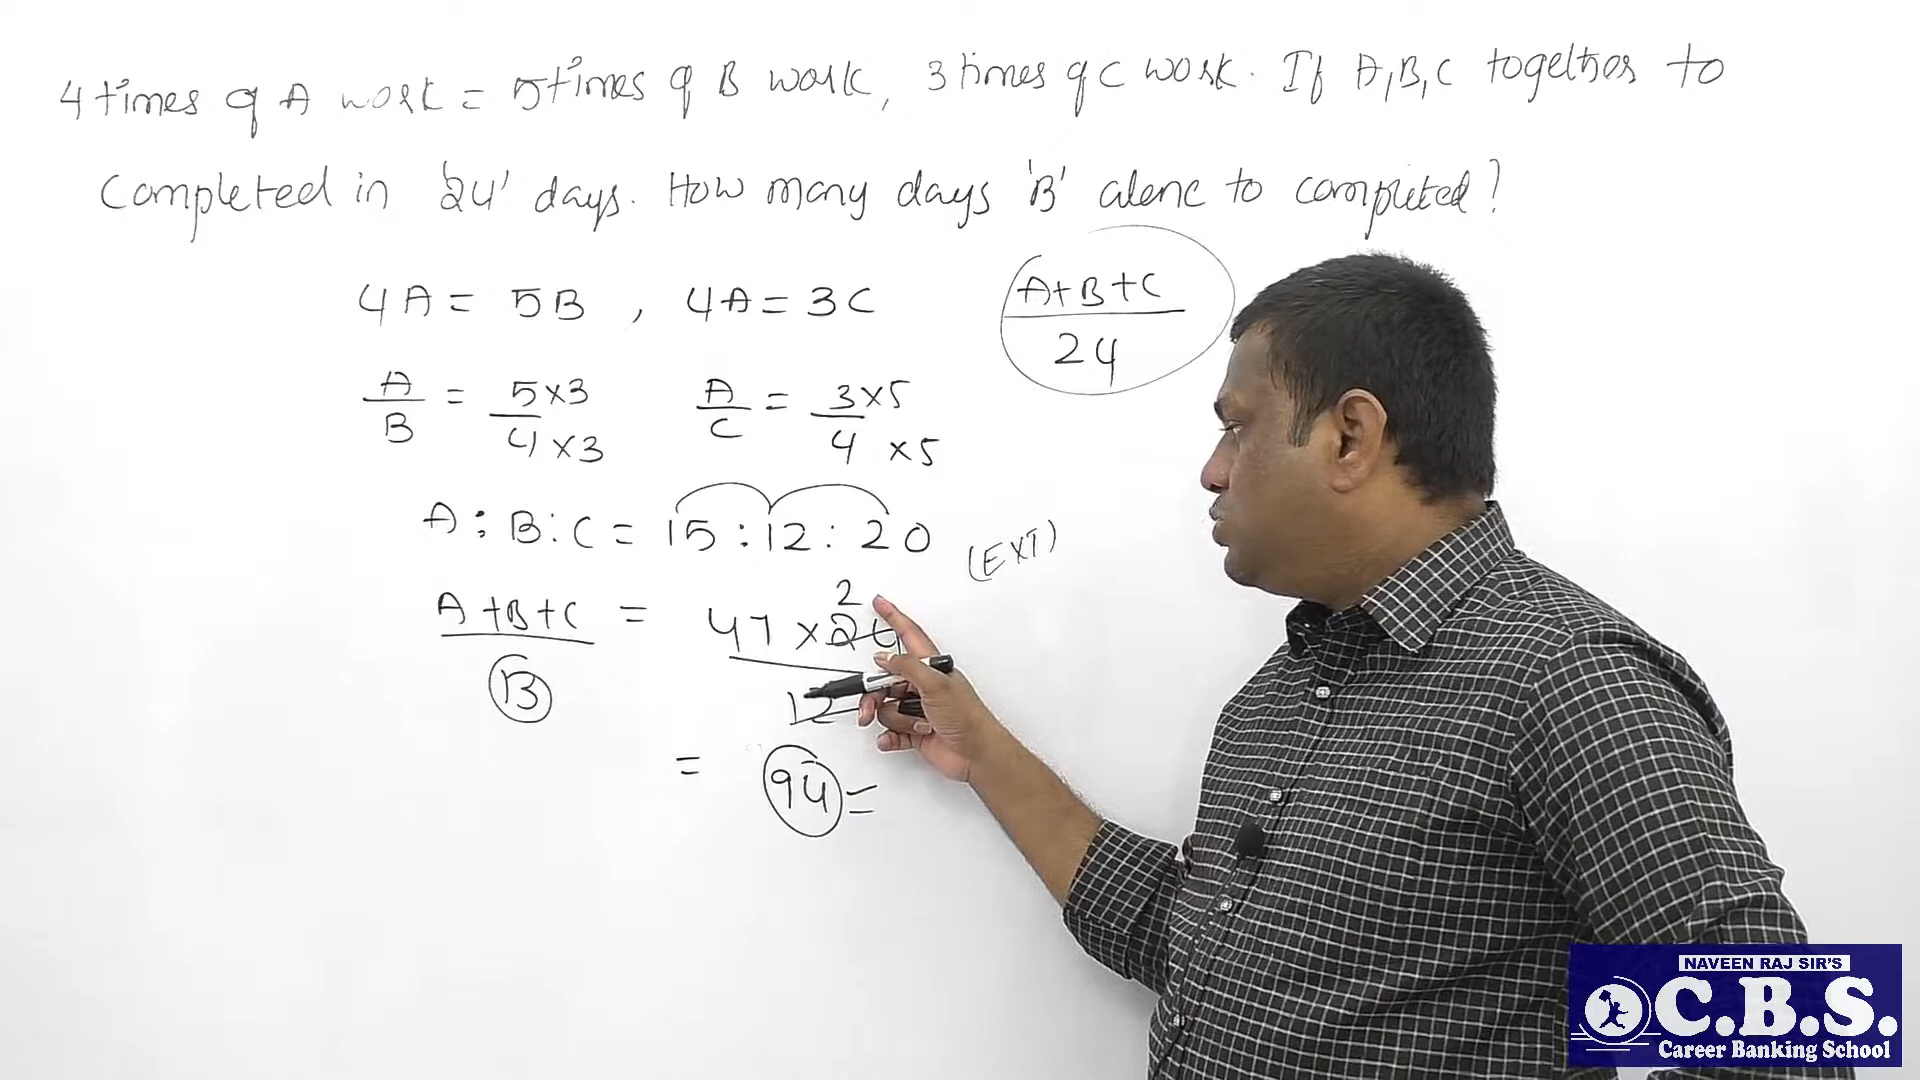 4 times of A work = 5 times of B work, 3 times of C work. If A,B,C together to
completed in '24' days. How many days 'B' alone to completed?
4A = 5B , 4A = 3C
A+B+C
24
A/B = 5×3/4×3 A/C = 3×5/4×5
A : B : C = 15 : 12 : 20 (EXT)
A+B+C/B = 47×24/12
2
= 94 =
NAVEEN RAJ SIR'S
C.B.S.
Career Banking School